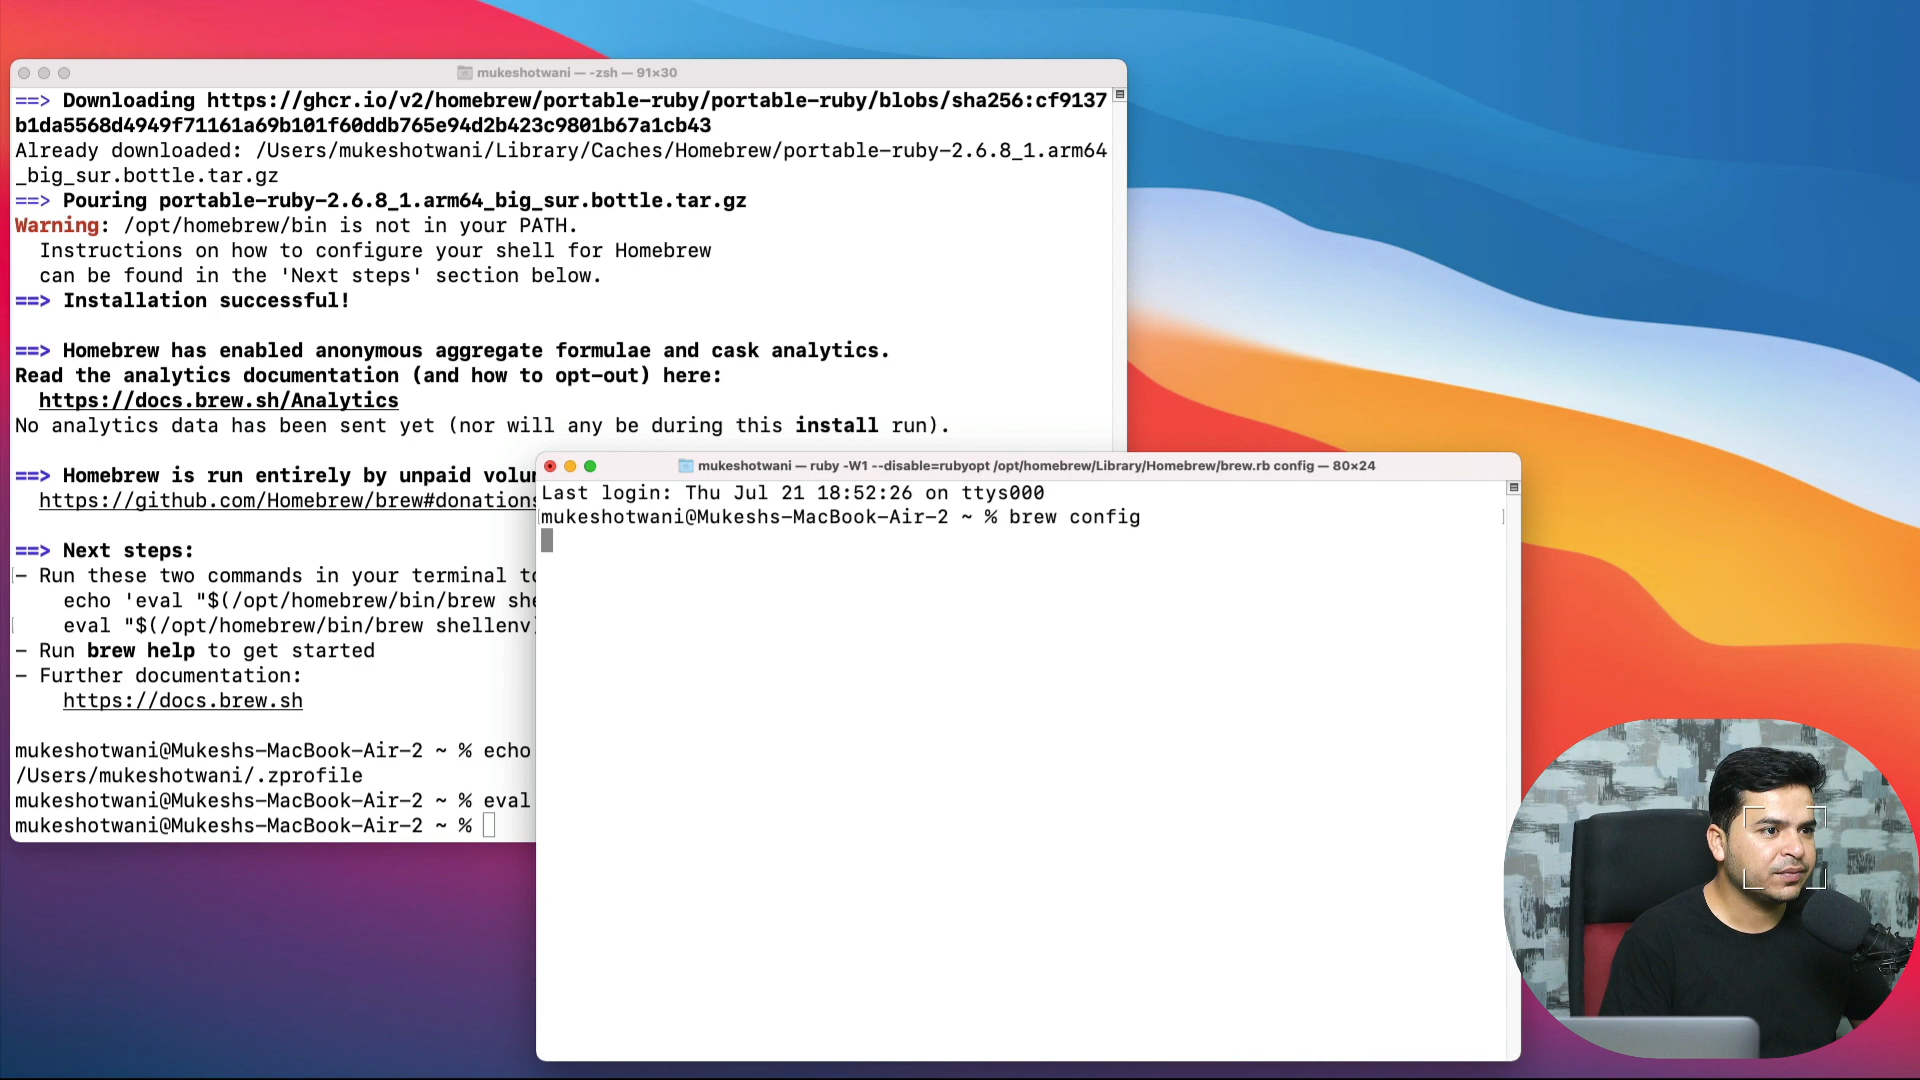 mukeshotwani — -zsh — 91×30
==> Downloading https://ghcr.io/v2/homebrew/portable-ruby/portable-ruby/blobs/sha256:cf9137
b1da5568d4949f71161a69b101f60ddb765e94d2b423c9801b67a1cb43
Already downloaded: /Users/mukeshotwani/Library/Caches/Homebrew/portable-ruby-2.6.8_1.arm64
_big_sur.bottle.tar.gz
==> Pouring portable-ruby-2.6.8_1.arm64_big_sur.bottle.tar.gz
Warning: /opt/homebrew/bin is not in your PATH.
Instructions on how to configure your shell for Homebrew
can be found in the 'Next steps' section below.
==> Installation successful!
==> Homebrew has enabled anonymous aggregate formulae and cask analytics.
Read the analytics documentation (and how to opt-out) here:
https://docs.brew.sh/Analytics
No analytics data has been sent yet (nor will any be during this install run).
==> Homebrew is run entirely by unpaid
https://github.com/Homebrew/brew#donations
==> Next steps:
- Run these two commands in your terminal
echo 'eval "$(/opt/homebrew/bin/brew
eval "$(/opt/homebrew/bin/brew shellenv)
- Run brew help to get started
- Further documentation:
https://docs.brew.sh
mukeshotwani@Mukeshs-MacBook-Air-2 ~ % echo
/Users/mukeshotwani/.zprofile
mukeshotwani@Mukeshs-MacBook-Air-2 ~ % eval
mukeshotwani@Mukeshs-MacBook-Air-2 ~ %
mukeshotwani — ruby -W1 --disable=rubyopt /opt/homebrew/Library/Homebrew/brew.rb config — 80×24
Last login: Thu Jul 21 18:52:26 on ttys000
mukeshotwani@Mukeshs-MacBook-Air-2 ~ % brew config